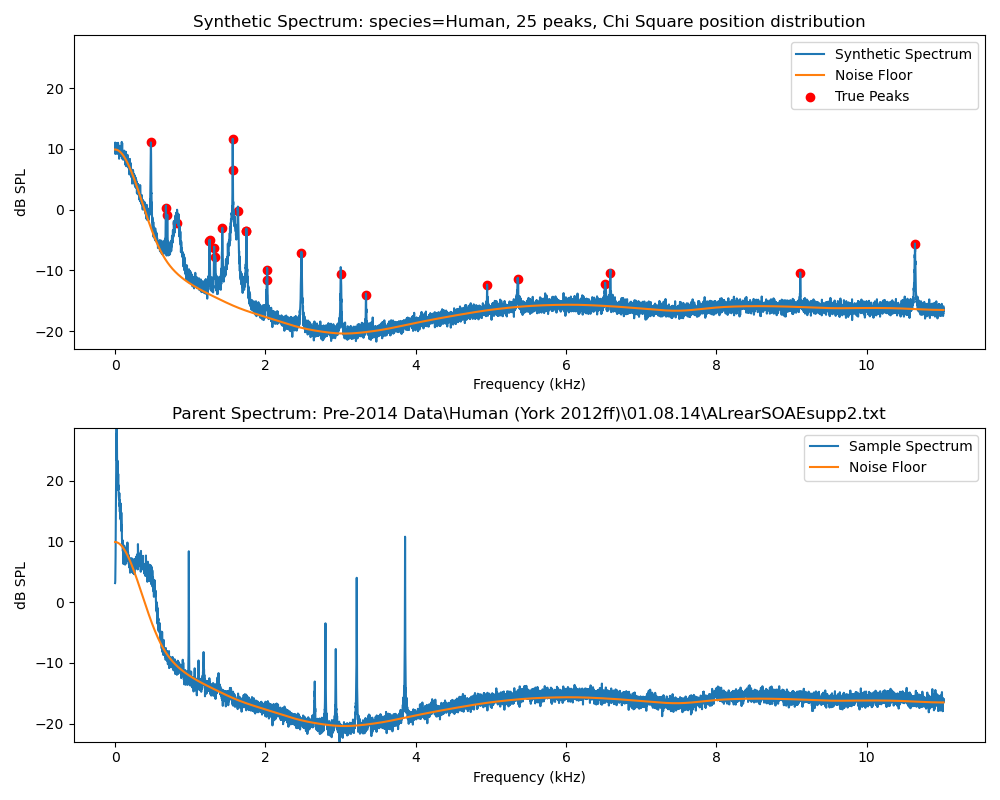 Synthetic Spectrum: species=Human, 25 peaks, Chi Square position distribution
dB SPL
20
10
0
−10
−20
Synthetic Spectrum
Noise Floor
True Peaks
0 2 4 6 8 10
Frequency (kHz)
Parent Spectrum: Pre-2014 Data\Human (York 2012ff)\01.08.14\ALrearSOAEsupp2.txt
dB SPL
20
10
0
−10
−20
Sample Spectrum
Noise Floor
0 2 4 6 8 10
Frequency (kHz)